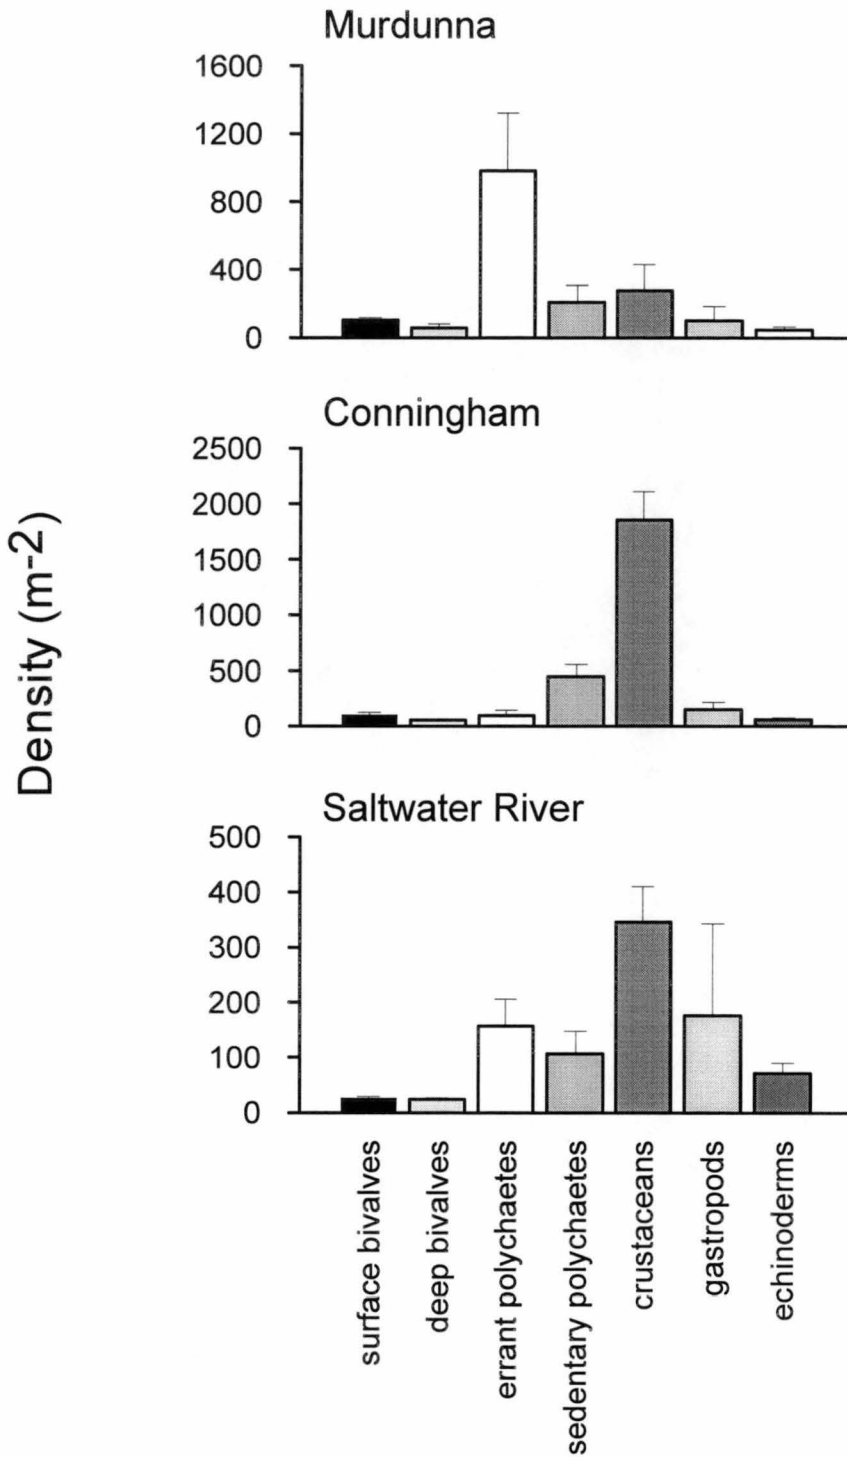 Murdunna
1600
1200
800
400
0
Conningham
2500
2000
1500
1000
500
0
Density (m-2)
Saltwater River
500
400
300
200
100
0
surface bivalves
deep bivalves
errant polychaetes
sedentary polychaetes
crustaceans
gastropods
echinoderms